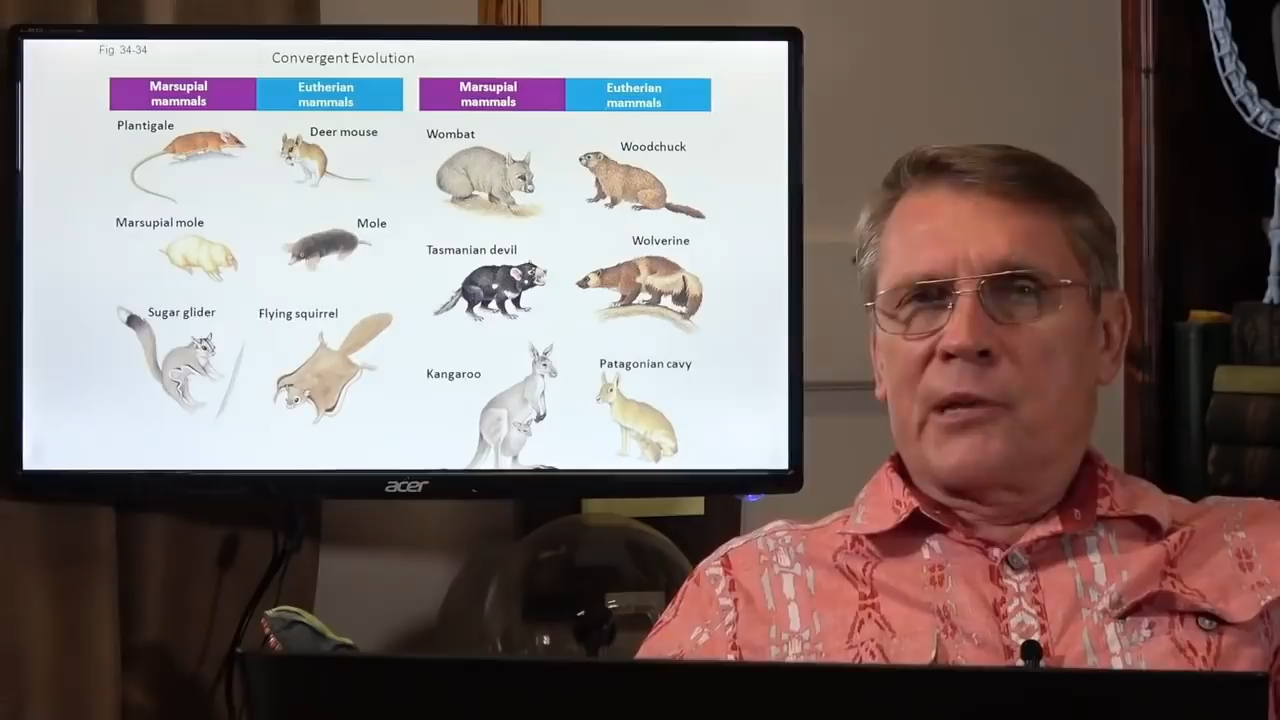 Fig. 34-34
Convergent Evolution
Marsupial mammals
Eutherian mammals
Marsupial mammals
Eutherian mammals
Plantigale
Deer mouse
Wombat
Woodchuck
Marsupial mole
Mole
Tasmanian devil
Wolverine
Sugar glider
Flying squirrel
Kangaroo
Patagonian cavy
acer